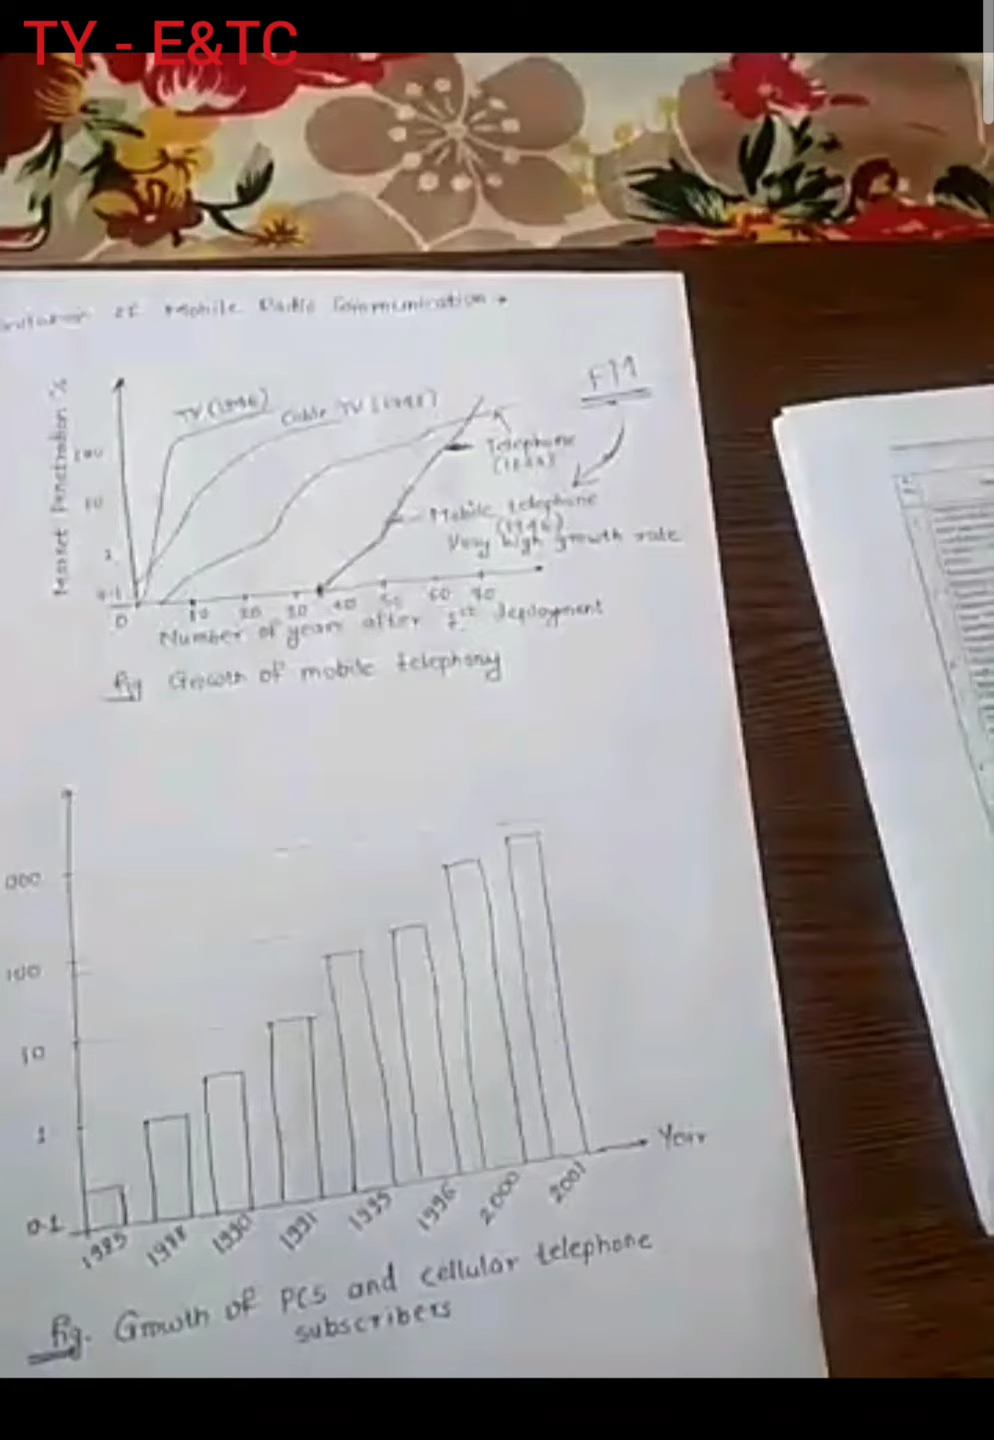 TY - E&TC
of Mobile Radio Communication →
Market Penetration %
TV (1946)
Cable TV (1948)
FM
100
10
1
0.1
Telephone
Mobile telephone
(1946)
Very high growth rate
0 10 20 30 40 50 60 70
Number of years after 1st deployment
fig Growth of mobile telephony
000
100
10
1
0.1
Year
1985 1988 1990 1991 1995 1996 2000 2001
fig. Growth of PCS and cellular telephone
subscribers